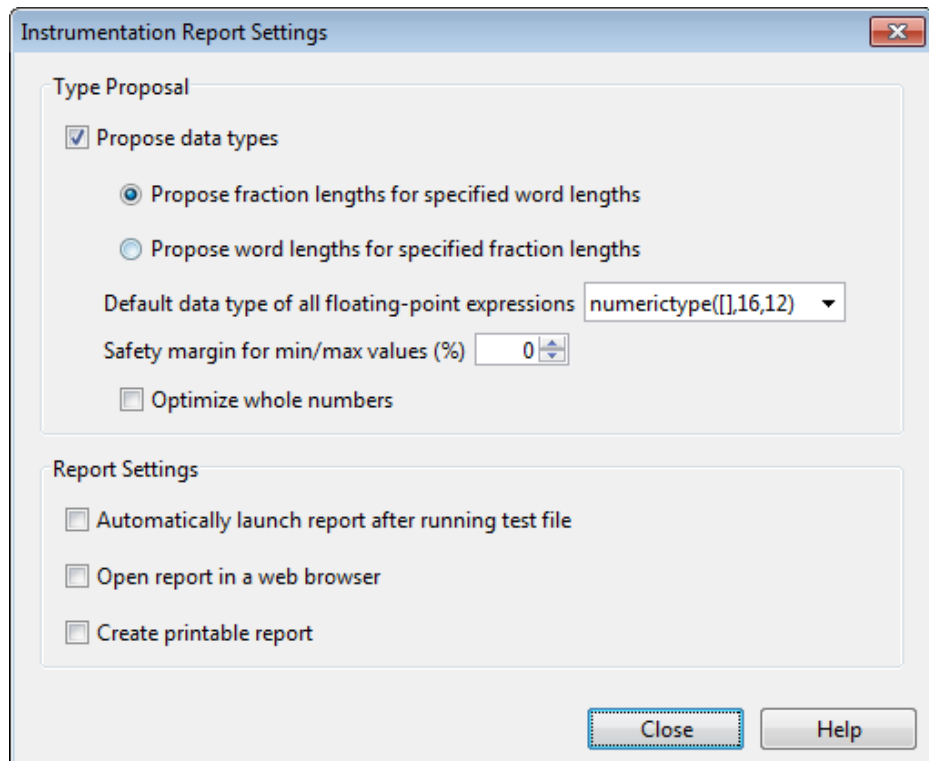 Instrumentation Report Settings
Type Proposal
Propose data types
Propose fraction lengths for specified word lengths
Propose word lengths for specified fraction lengths
Default data type of all floating-point expressions numerictype([],16,12)
Safety margin for min/max values (%) 0
Optimize whole numbers
Report Settings
Automatically launch report after running test file
Open report in a web browser
Create printable report
Close Help